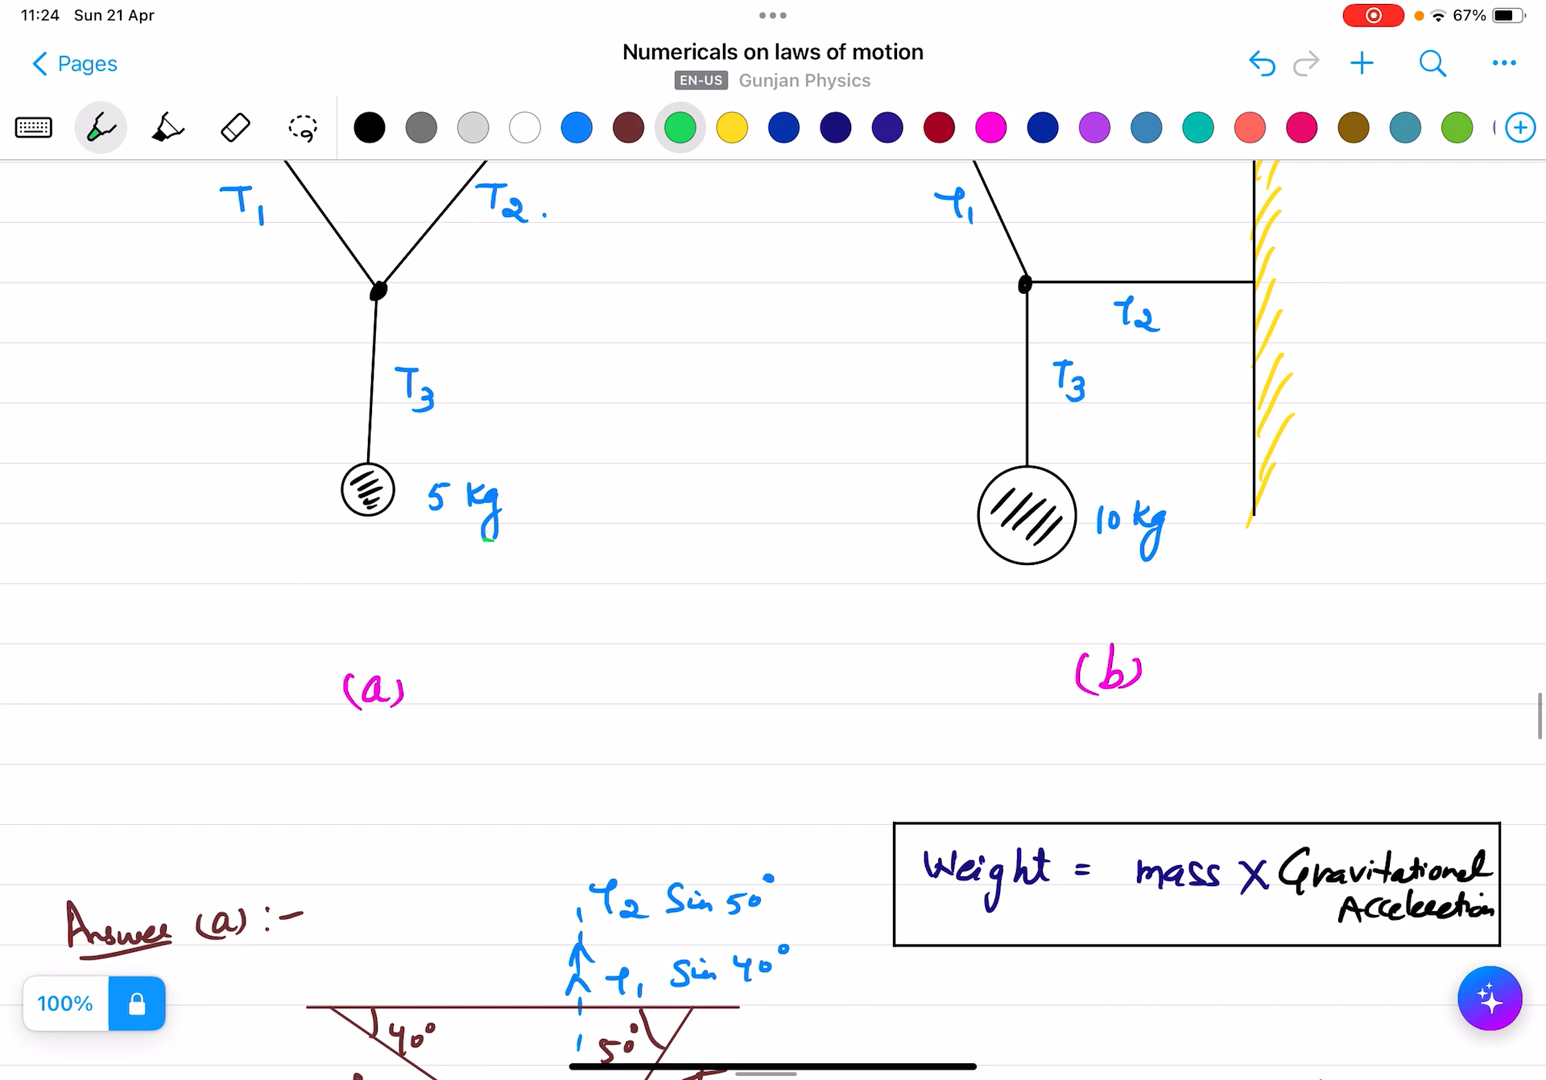 11:24 Sun 21 Apr
67%
Pages
Numericals on laws of motion
EN-US Gunjan Physics
T1
T2.
T1
T2
T3
T3
5 kg
10 kg
(a)
(b)
Weight = mass X Gravitational
Acceleration
Answer (a) :-
T2 Sin 50°
T1 Sin 40°
100%
40°
50°